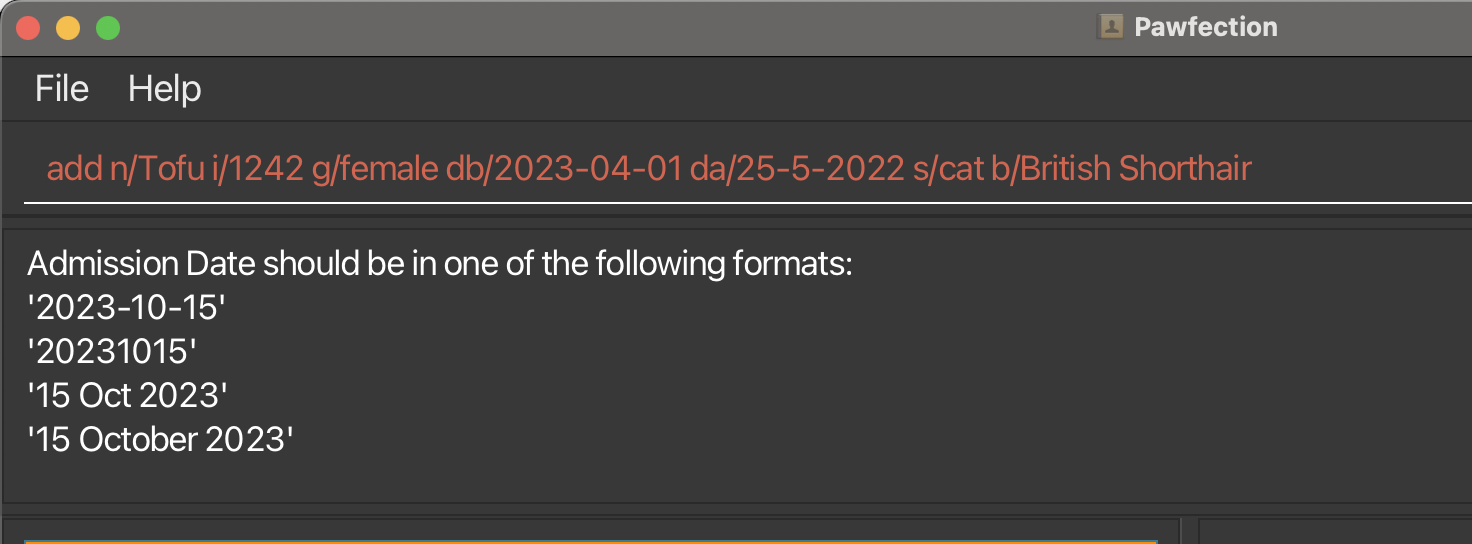 Pawfection
File Help
add n/Tofu i/1242 g/female db/2023-04-01 da/25-5-2022 s/cat b/British Shorthair
Admission Date should be in one of the following formats:
'2023-10-15'
'20231015'
'15 Oct 2023'
'15 October 2023'